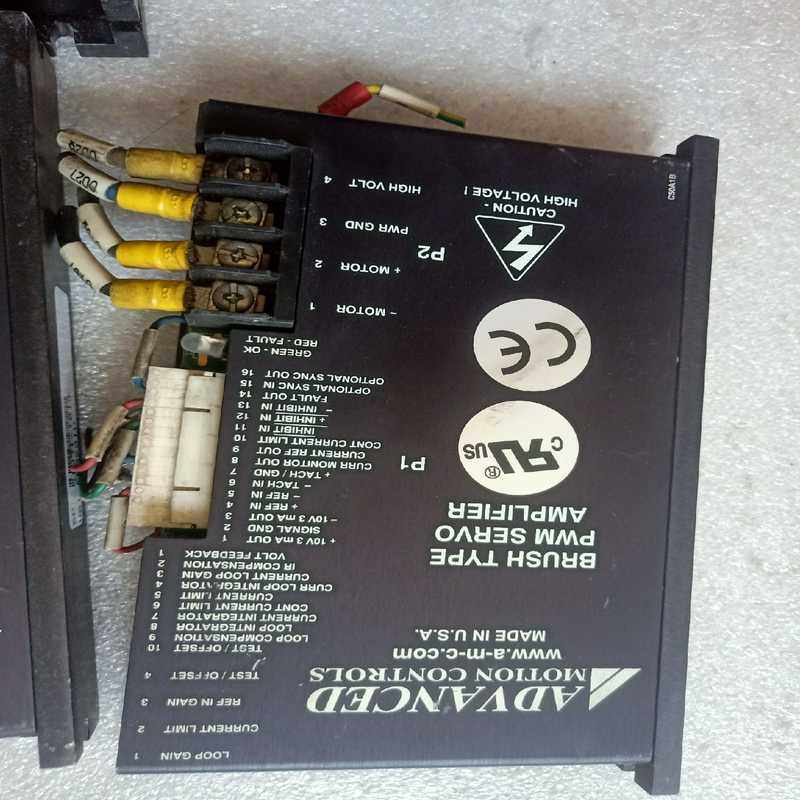 ADVANCED
MOTION CONTROLS
www.a-m-c.com
MADE IN U.S.A.
BRUSH TYPE
PWM SERVO
AMPLIFIER
C RU US ®
CE
CAUTION -
HIGH VOLTAGE !
C50A1B
LOOP GAIN 1
CURRENT LIMIT 2
REF IN GAIN 3
TEST / OFFSET 4
TEST / OFFSET 10
LOOP COMPENSATION 9
LOOP INTEGRATOR 8
CURRENT INTEGRATOR 7
CONT CURRENT LIMIT 6
CURRENT LIMIT 5
CURR LOOP INTEGRATOR 4
CURRENT LOOP GAIN 3
IR COMPENSATION 2
VOLT FEEDBACK 1
P1
+ 10V 3 mA OUT 1
SIGNAL GND 2
- 10V 3 mA OUT 3
+ REF IN 4
- REF IN 5
- TACH IN 6
+ TACH / GND 7
CURR MONITOR OUT 8
CURRENT REF OUT 9
CONT CURRENT LIMIT 10
INHIBIT IN 11
+ INHIBIT IN 12
- INHIBIT IN 13
FAULT OUT 14
OPTIONAL SYNC IN 15
OPTIONAL SYNC OUT 16
GREEN - OK
RED - FAULT
P2
- MOTOR 1
+ MOTOR 2
PWR GND 3
HIGH VOLT 4
DD27